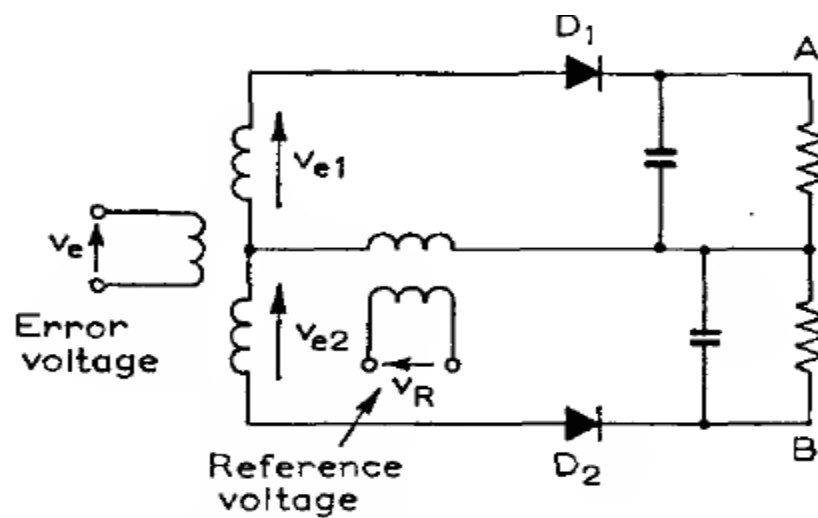 D1
A
ve1
ve
Error
voltage
ve2
vR
D2
B
Reference
voltage